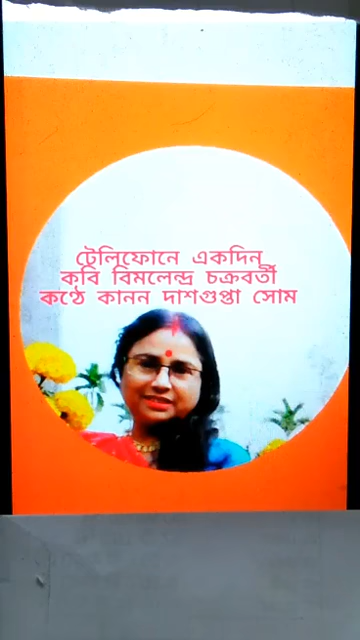 টেলিফোনে একদিন
কবি বিমলেন্দ্র চক্রবর্তী
কণ্ঠে কানন দাশগুপ্তা সোম